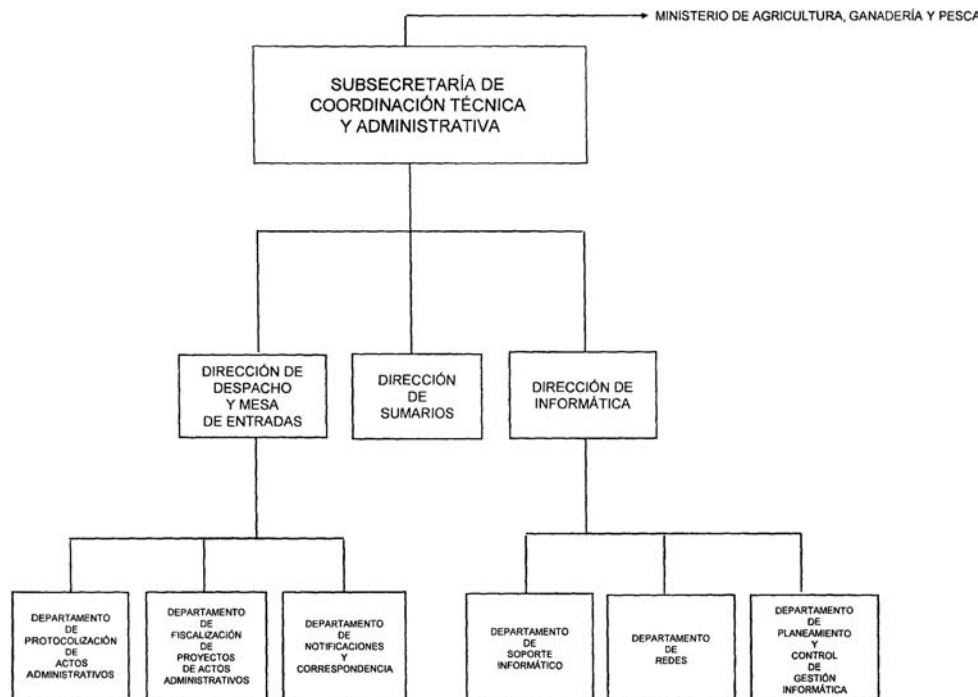 MINISTERIO DE AGRICULTURA, GANADERÍA Y PESCA
SUBSECRETARÍA DE
COORDINACIÓN TÉCNICA
Y ADMINISTRATIVA
DIRECCIÓN DE
DESPACHO
Y MESA
DE ENTRADAS
DIRECCIÓN
DE
SUMARIOS
DIRECCIÓN DE
INFORMÁTICA
DEPARTAMENTO
DE
PROTOCOLIZACIÓN
DE
ACTOS
ADMINISTRATIVOS
DEPARTAMENTO
DE
FISCALIZACIÓN
DE
PROYECTOS
DE ACTOS
ADMINISTRATIVOS
DEPARTAMENTO
DE
NOTIFICACIONES
Y
CORRESPONDENCIA
DEPARTAMENTO
DE
SOPORTE
INFORMÁTICO
DEPARTAMENTO
DE
REDES
DEPARTAMENTO
DE
PLANEAMIENTO
Y
CONTROL
DE
GESTIÓN
INFORMÁTICA